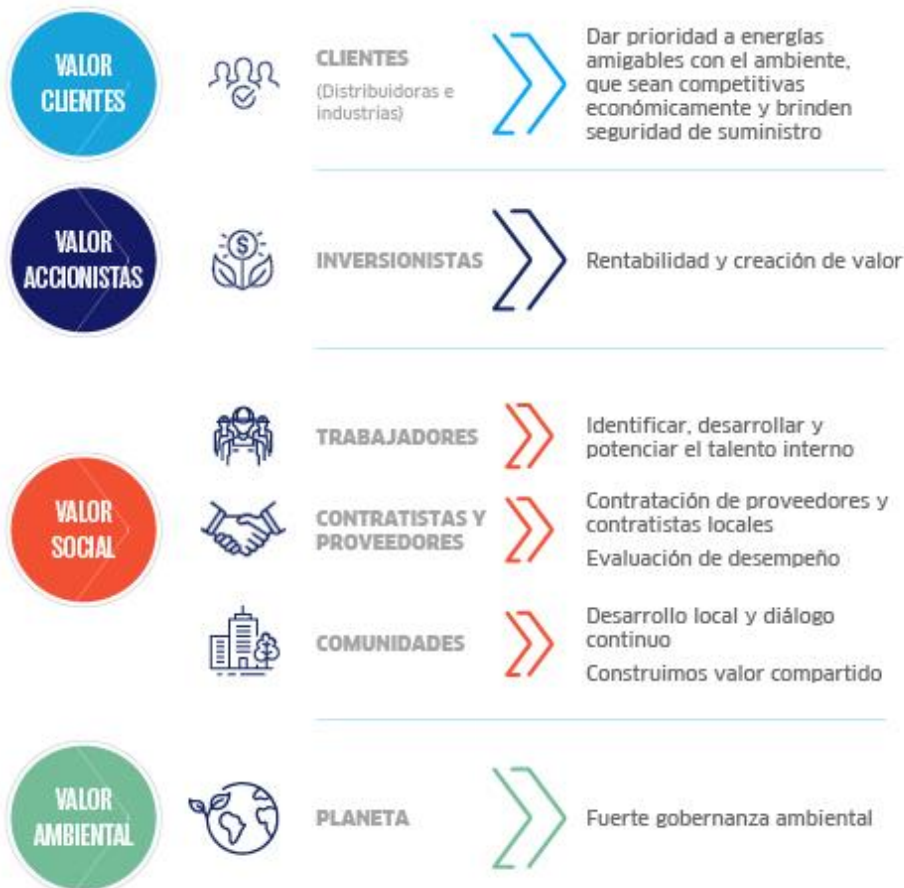 VALOR
CLIENTES
CLIENTES
(Distribuidoras e
industrias)
Dar prioridad a energías
amigables con el ambiente,
que sean competitivas
económicamente y brinden
seguridad de suministro
VALOR
ACCIONISTAS
$
INVERSIONISTAS
Rentabilidad y creación de valor
VALOR
SOCIAL
TRABAJADORES
Identificar, desarrollar y
potenciar el talento interno
CONTRATISTAS Y
PROVEEDORES
Contratación de proveedores y
contratistas locales
Evaluación de desempeño
COMUNIDADES
Desarrollo local y diálogo
continuo
Construimos valor compartido
VALOR
AMBIENTAL
PLANETA
Fuerte gobernanza ambiental